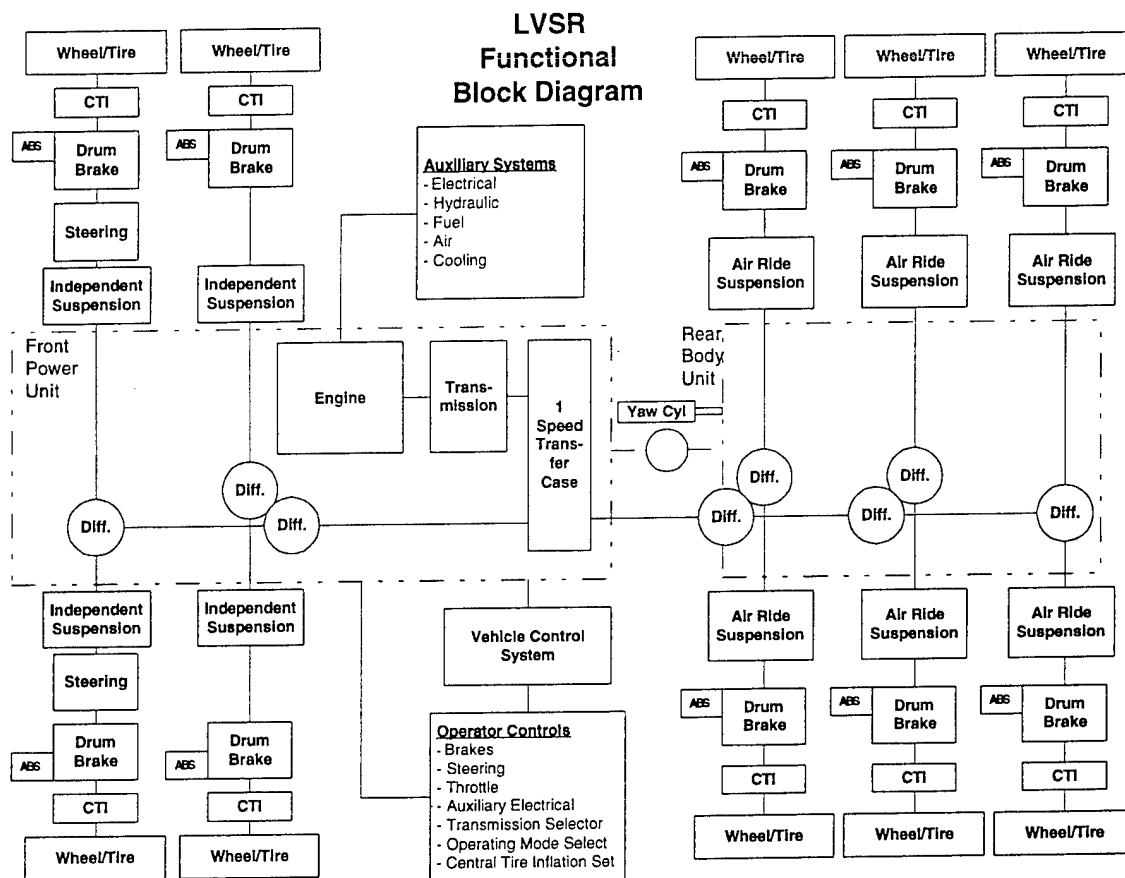 LVSR
Functional
Block Diagram
Wheel/Tire
Wheel/Tire
Wheel/Tire
Wheel/Tire
Wheel/Tire
CTI
CTI
CTI
CTI
CTI
ABS
Drum
Brake
ABS
Drum
Brake
ABS
Drum
Brake
ABS
Drum
Brake
ABS
Drum
Brake
Auxiliary Systems
- Electrical
- Hydraulic
- Fuel
- Air
- Cooling
Steering
Independent
Suspension
Independent
Suspension
Air Ride
Suspension
Air Ride
Suspension
Air Ride
Suspension
Front
Power
Unit
Engine
Trans-
mission
1
Speed
Trans-
fer
Case
Yaw Cyl
Rear
Body
Unit
Diff.
Diff.
Diff.
Diff.
Diff.
Diff.
Diff.
Diff.
Independent
Suspension
Independent
Suspension
Vehicle Control
System
Air Ride
Suspension
Air Ride
Suspension
Air Ride
Suspension
Steering
ABS
Drum
Brake
ABS
Drum
Brake
Operator Controls
- Brakes
- Steering
- Throttle
- Auxiliary Electrical
- Transmission Selector
- Operating Mode Select
- Central Tire Inflation Set
ABS
Drum
Brake
ABS
Drum
Brake
ABS
Drum
Brake
CTI
CTI
CTI
CTI
CTI
Wheel/Tire
Wheel/Tire
Wheel/Tire
Wheel/Tire
Wheel/Tire